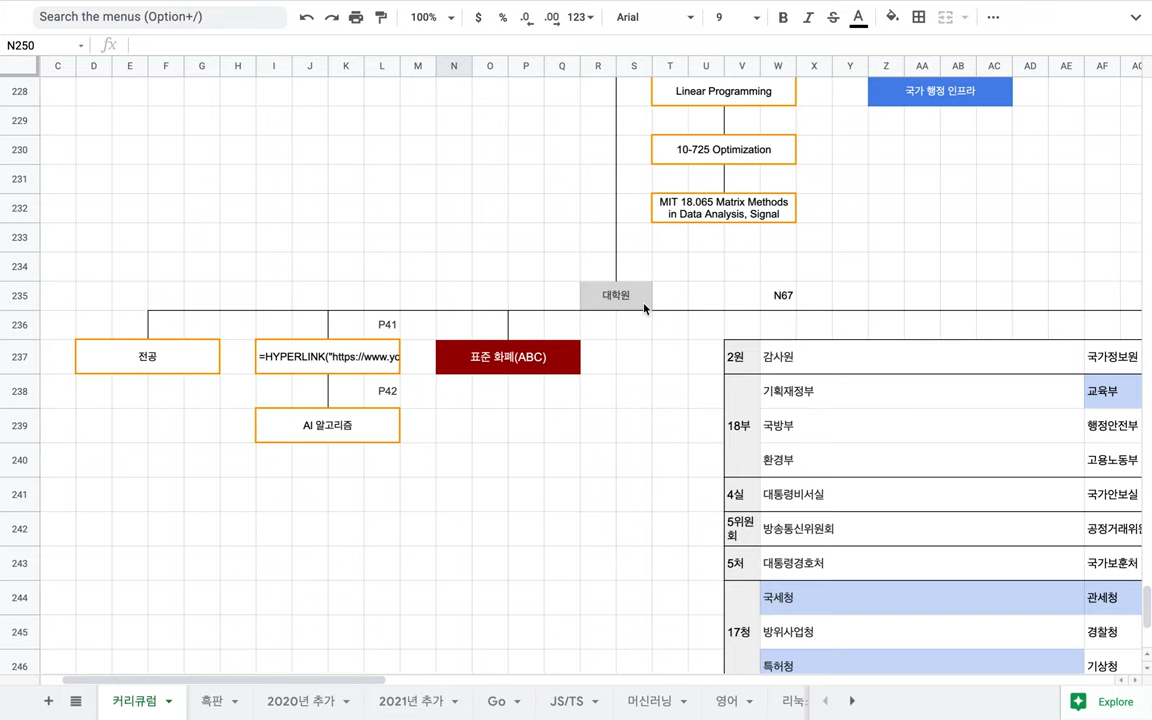 Search the menus (Option+/)
100%
$ % .0 .00 123
Arial
9
B I S A
N250
fx
C D E F G H I J K L M N O P Q R S T U V W X Y Z AA AB AC AD AE AF
228 Linear Programming 국가 행정 인프라
229
230 10-725 Optimization
231
232 MIT 18.065 Matrix Methods
in Data Analysis, Signal
233
234
235 대학원 N67
236 P41
237 전공 =HYPERLINK("https://www.yo 표준 화폐(ABC) 2원 감사원 국가정보원
238 P42 기획재정부 교육부
239 AI 알고리즘 18부 국방부 행정안전부
240 환경부 고용노동부
241 4실 대통령비서실 국가안보실
242 5위원
회 방송통신위원회 공정거래위원
243 5처 대통령경호처 국가보훈처
244 국세청 관세청
245 17청 방위사업청 경찰청
246 특허청 기상청
커리큐럼 흑판 2020년 추가 2021년 추가 Go JS/TS 머신러닝 영어 리눅스
Explore